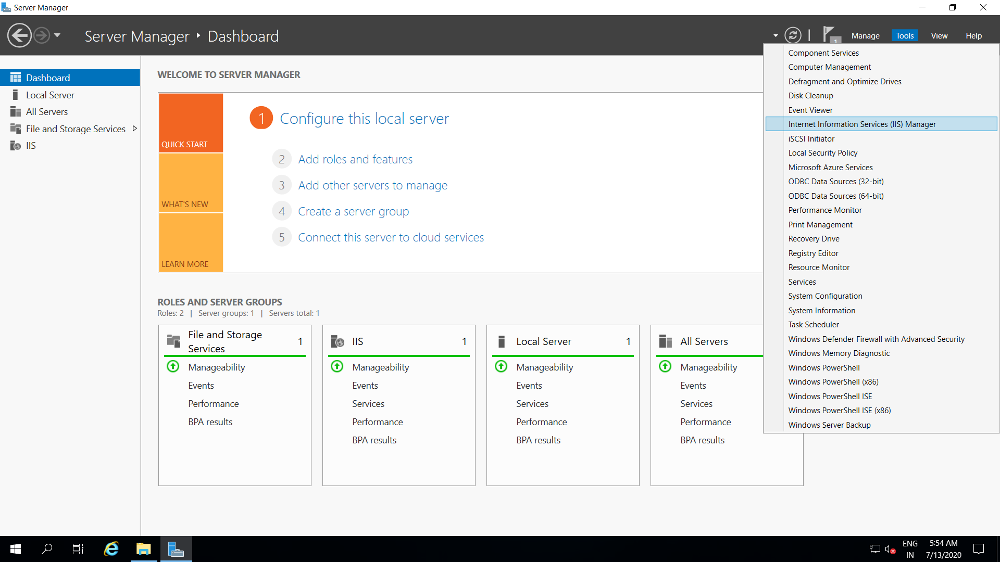 Server Manager
Server Manager ‣ Dashboard
1
Manage
Tools
View
Help
Dashboard
Local Server
All Servers
File and Storage Services
IIS
WELCOME TO SERVER MANAGER
QUICK START
WHAT'S NEW
LEARN MORE
1 Configure this local server
2 Add roles and features
3 Add other servers to manage
4 Create a server group
5 Connect this server to cloud services
ROLES AND SERVER GROUPS
Roles: 2 | Server groups: 1 | Servers total: 1
File and Storage
Services
1
Manageability
Events
Performance
BPA results
IIS 1
Manageability
Events
Services
Performance
BPA results
Local Server 1
Manageability
Events
Services
Performance
BPA results
All Servers
Manageability
Events
Services
Performance
BPA results
Component Services
Computer Management
Defragment and Optimize Drives
Disk Cleanup
Event Viewer
Internet Information Services (IIS) Manager
iSCSI Initiator
Local Security Policy
Microsoft Azure Services
ODBC Data Sources (32-bit)
ODBC Data Sources (64-bit)
Performance Monitor
Print Management
Recovery Drive
Registry Editor
Resource Monitor
Services
System Configuration
System Information
Task Scheduler
Windows Defender Firewall with Advanced Security
Windows Memory Diagnostic
Windows PowerShell
Windows PowerShell (x86)
Windows PowerShell ISE
Windows PowerShell ISE (x86)
Windows Server Backup
ENG
IN
5:54 AM
7/13/2020